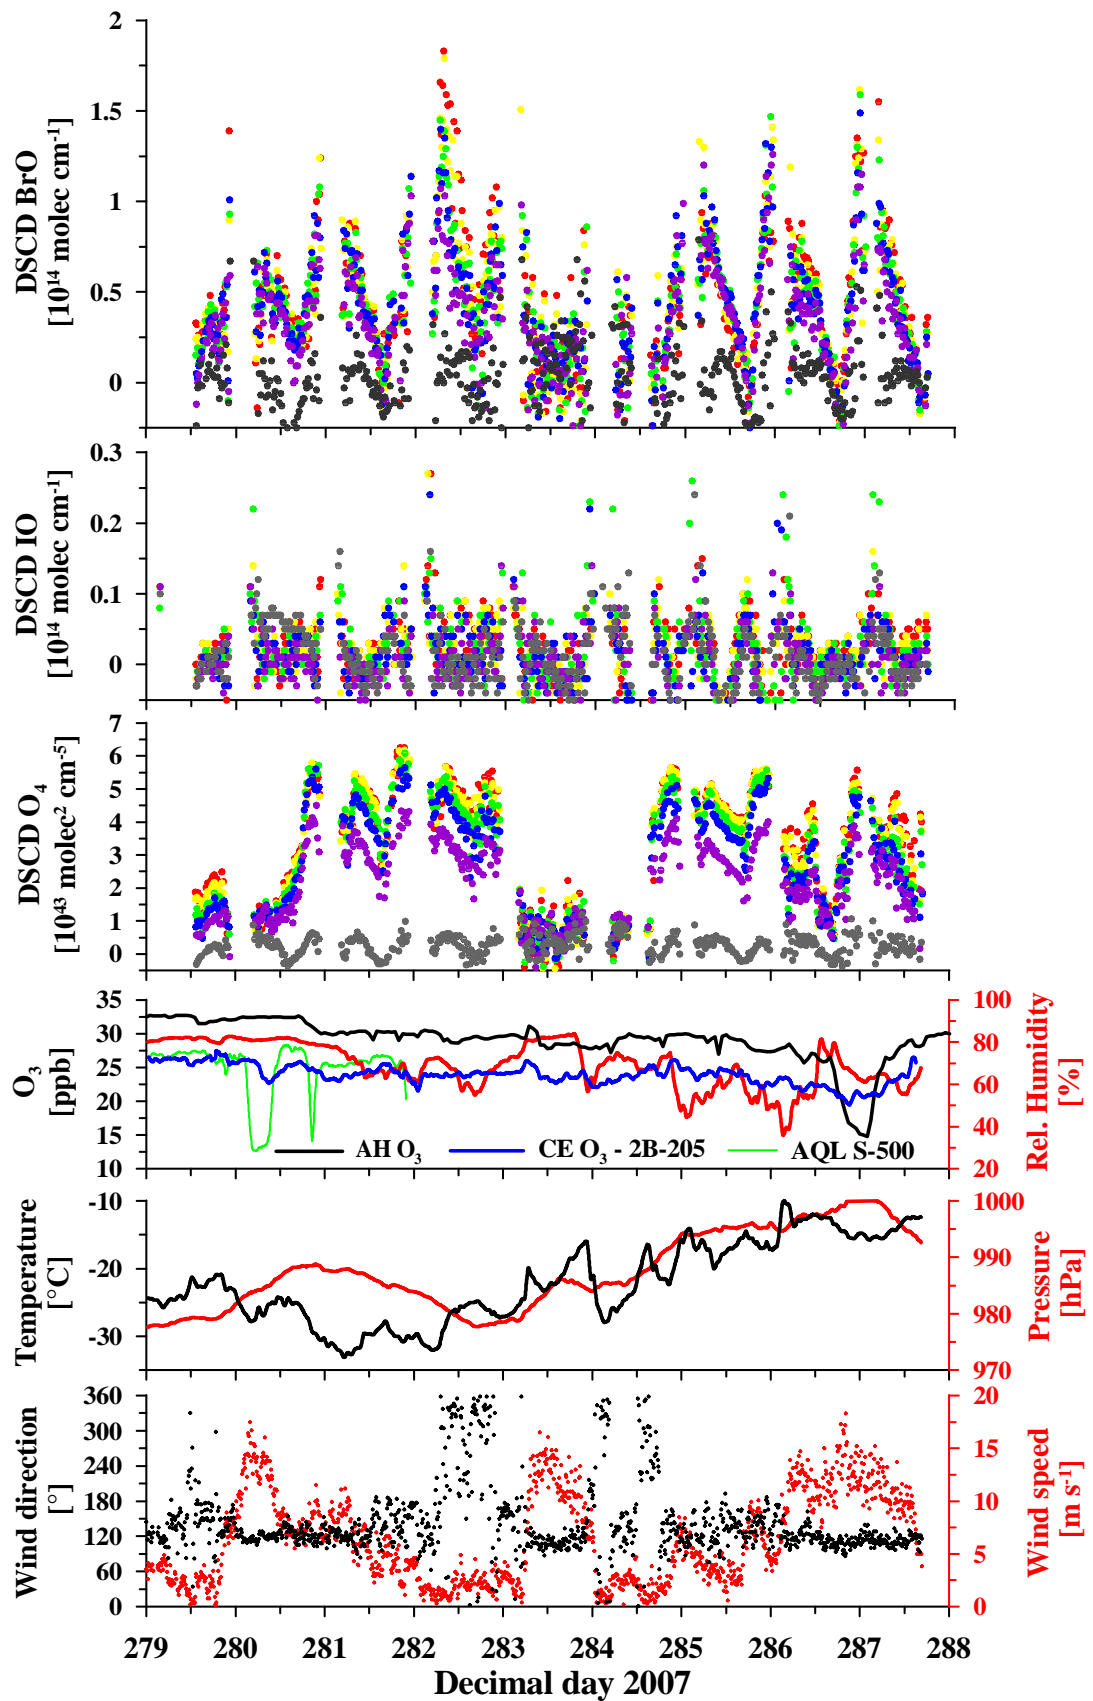 2
1.5
1
0.5
0
DSCD BrO
[10¹⁴ molec cm⁻¹]
0.3
0.2
0.1
0
DSCD IO
[10¹⁴ molec cm⁻¹]
7
6
5
4
3
2
1
0
DSCD O₄
[10⁴³ molec² cm⁻⁵]
35
30
25
20
15
10
O₃
[ppb]
100
80
60
40
20
Rel. Humidity
[%]
AH O₃
CE O₃ - 2B-205
AQL S-500
-10
-20
-30
Temperature
[°C]
1000
990
980
970
Pressure
[hPa]
360
300
240
180
120
60
0
Wind direction
[°]
20
15
10
5
0
Wind speed
[m s⁻¹]
279 280 281 282 283 284 285 286 287 288
Decimal day 2007